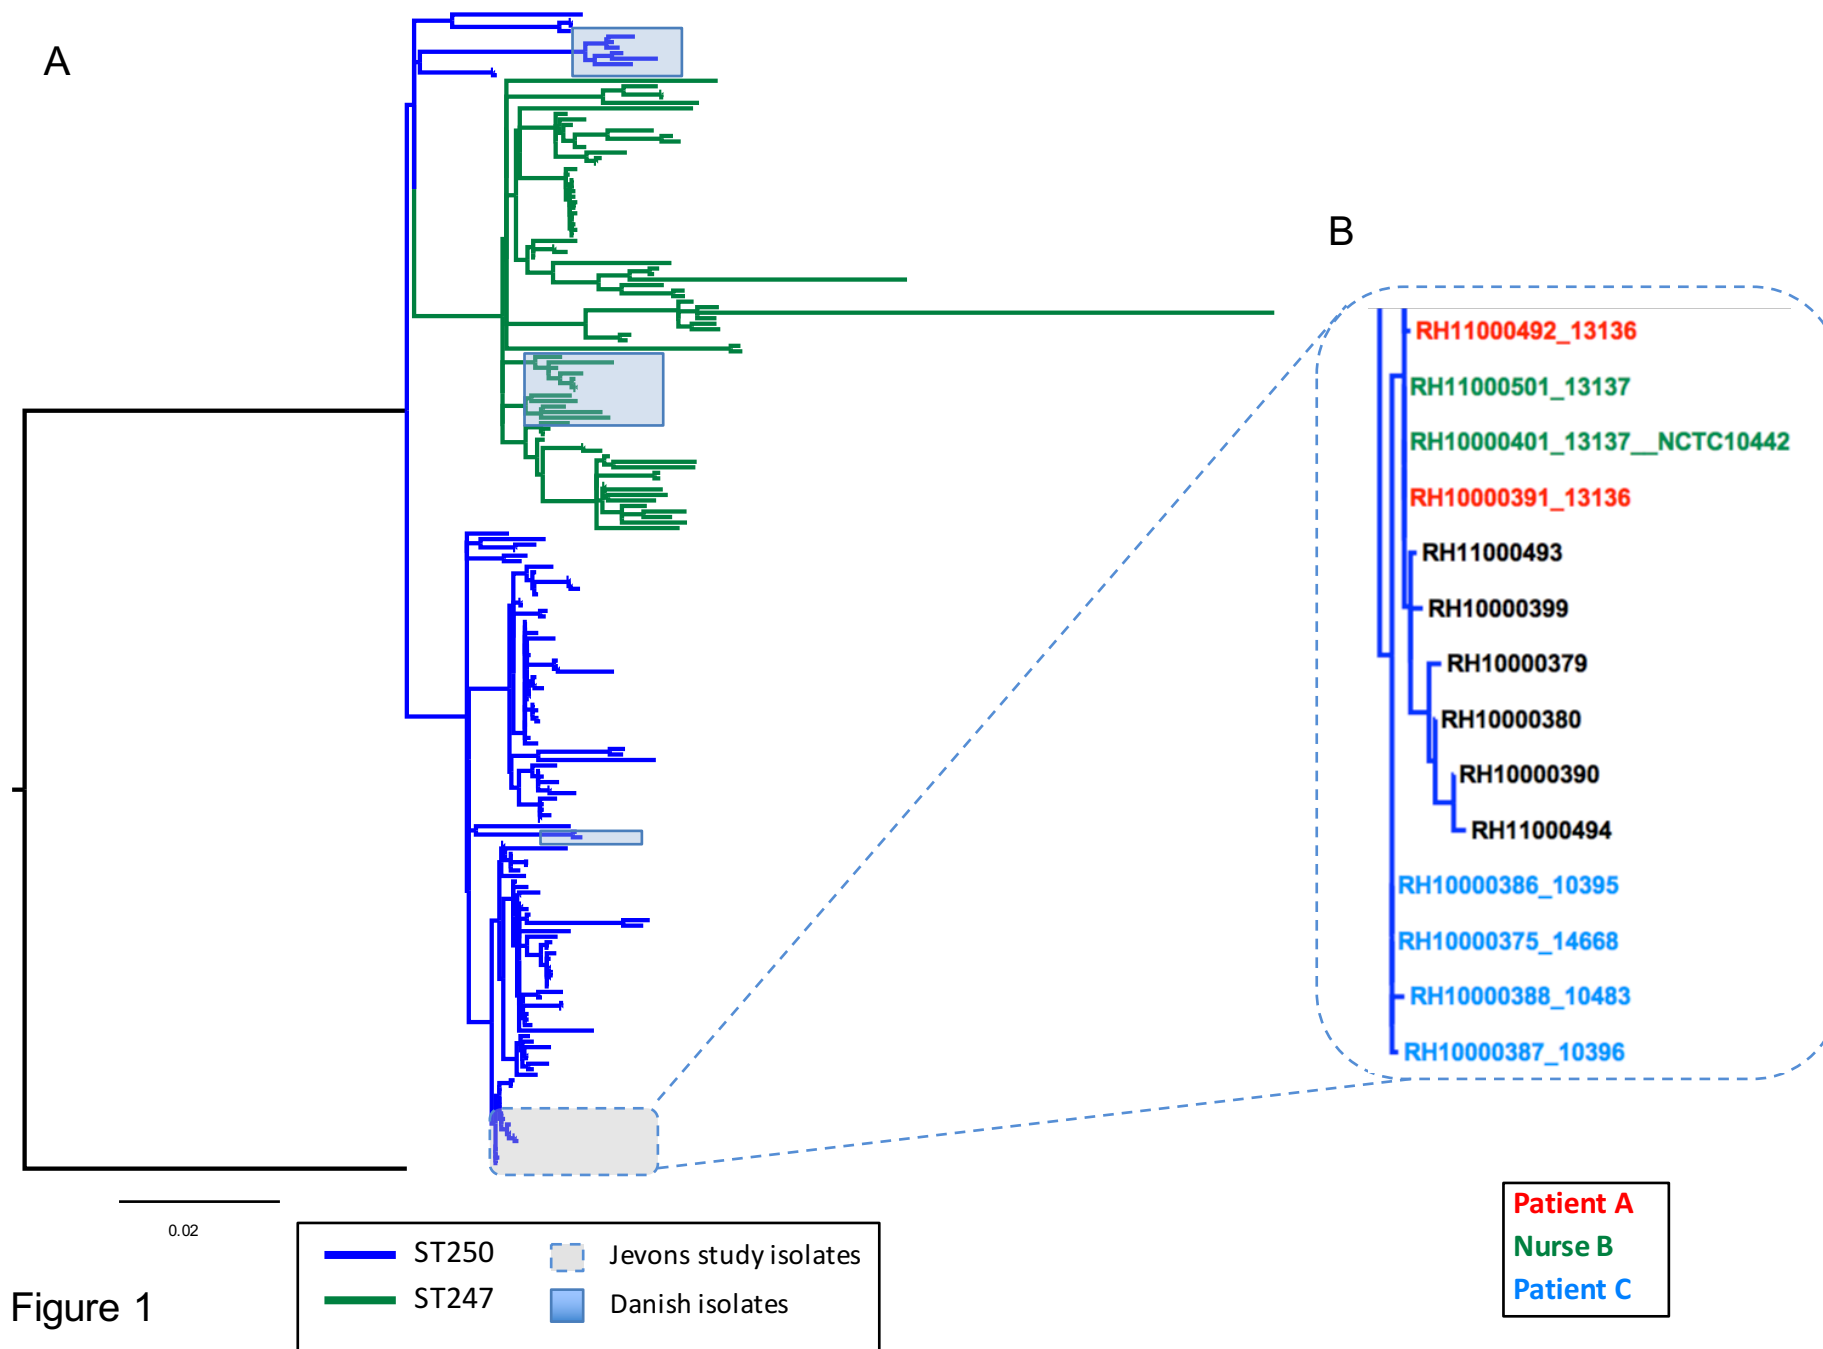 A
B
RH11000492_13136
RH11000501_13137
RH10000401_13137__NCTC10442
RH10000391_13136
RH11000493
RH10000399
RH10000379
RH10000380
RH10000390
RH11000494
RH10000386_10395
RH10000375_14668
RH10000388_10483
RH10000387_10396
Patient A
Nurse B
Patient C
0.02
ST250
Jevons study isolates
ST247
Danish isolates
Figure 1